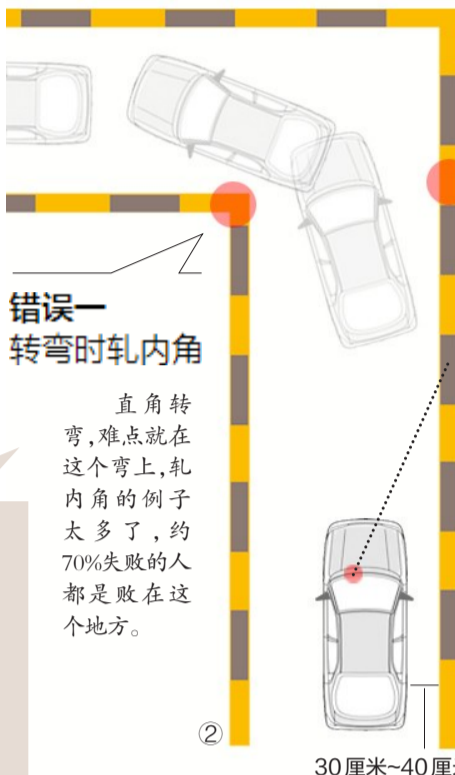 错误一
转弯时轧内角
直角转
弯,难点就在
这个弯上,轧
内角的例子
太多了,约
70%失败的人
都是败在这
个地方。
②
30厘米~40厘